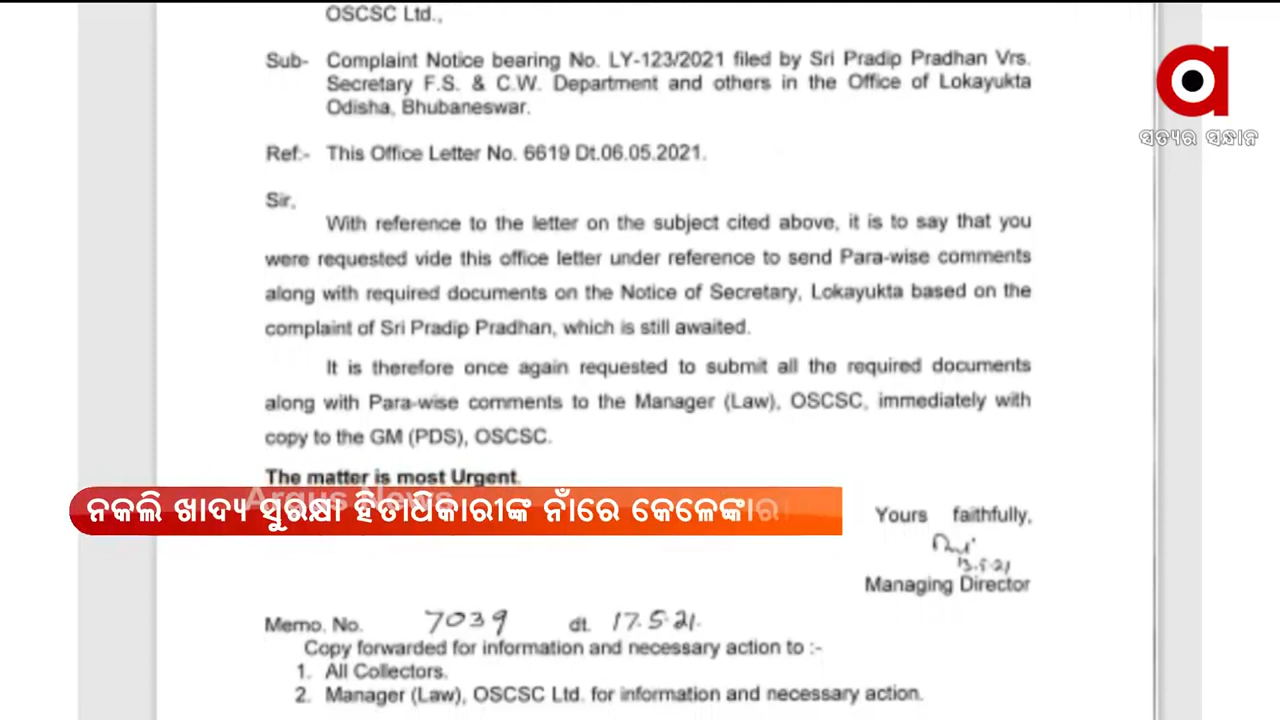 OSCSC Ltd.,
Sub- Complaint Notice bearing No. LY-123/2021 filed by Sri Pradip Pradhan Vrs.
Secretary F.S. & C.W. Department and others in the Office of Lokayukta
Odisha, Bhubaneswar.
ସତ୍ୟର ସନ୍ଧାନ
Ref:- This Office Letter No. 6619 Dt.06.05.2021.
Sir,
With reference to the letter on the subject cited above, it is to say that you
were requested vide this office letter under reference to send Para-wise comments
along with required documents on the Notice of Secretary, Lokayukta based on the
complaint of Sri Pradip Pradhan, which is still awaited.
It is therefore once again requested to submit all the required documents
along with Para-wise comments to the Manager (Law), OSCSC, immediately with
copy to the GM (PDS), OSCSC.
The matter is most Urgent.
Argus News
ନକଲି ଖାଦ୍ୟ ସୁରକ୍ଷା ହିତାଧିକାରୀଙ୍କ ନାଁରେ କେଳେଙ୍କାର
Yours faithfully,
13.5.21
Managing Director
Memo. No. 7039 dt. 17.5.21.
Copy forwarded for information and necessary action to :-
1. All Collectors.
2. Manager (Law), OSCSC Ltd. for information and necessary action.